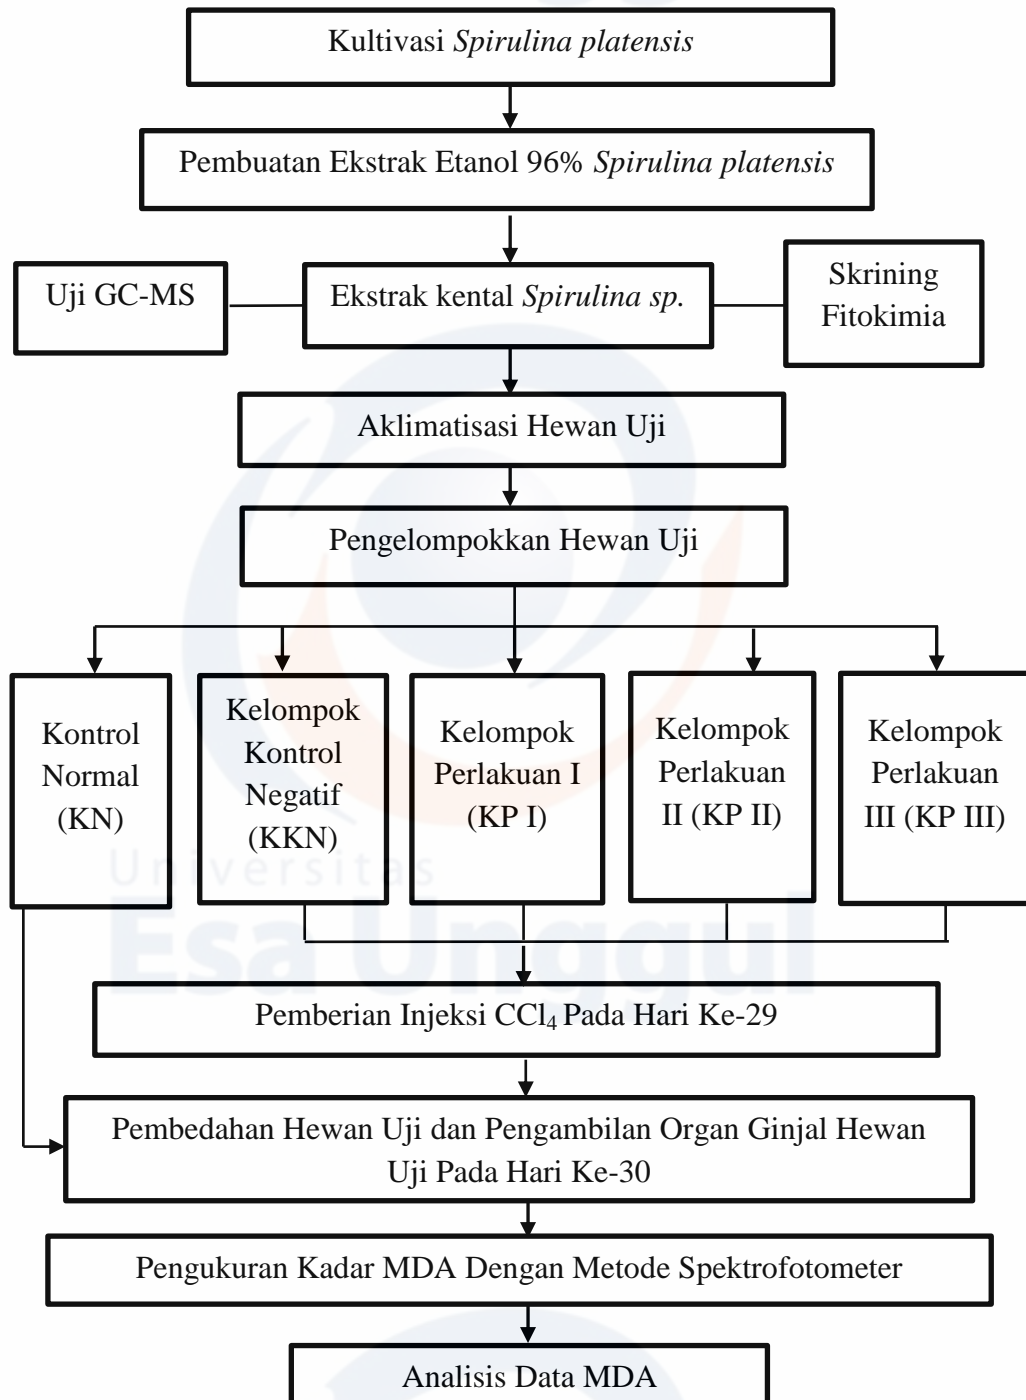 Kultivasi Spirulina platensis
Pembuatan Ekstrak Etanol 96% Spirulina platensis
Uji GC-MS
Ekstrak kental Spirulina sp.
Skrining
Fitokimia
Aklimatisasi Hewan Uji
Pengelompokkan Hewan Uji
Kontrol
Normal
(KN)
Kelompok
Kontrol
Negatif
(KKN)
Kelompok
Perlakuan I
(KP I)
Kelompok
Perlakuan
II (KP II)
Kelompok
Perlakuan
III (KP III)
Universitas
Esa Unggul
Pemberian Injeksi CCl₄ Pada Hari Ke-29
Pembedahan Hewan Uji dan Pengambilan Organ Ginjal Hewan
Uji Pada Hari Ke-30
Pengukuran Kadar MDA Dengan Metode Spektrofotometer
Analisis Data MDA